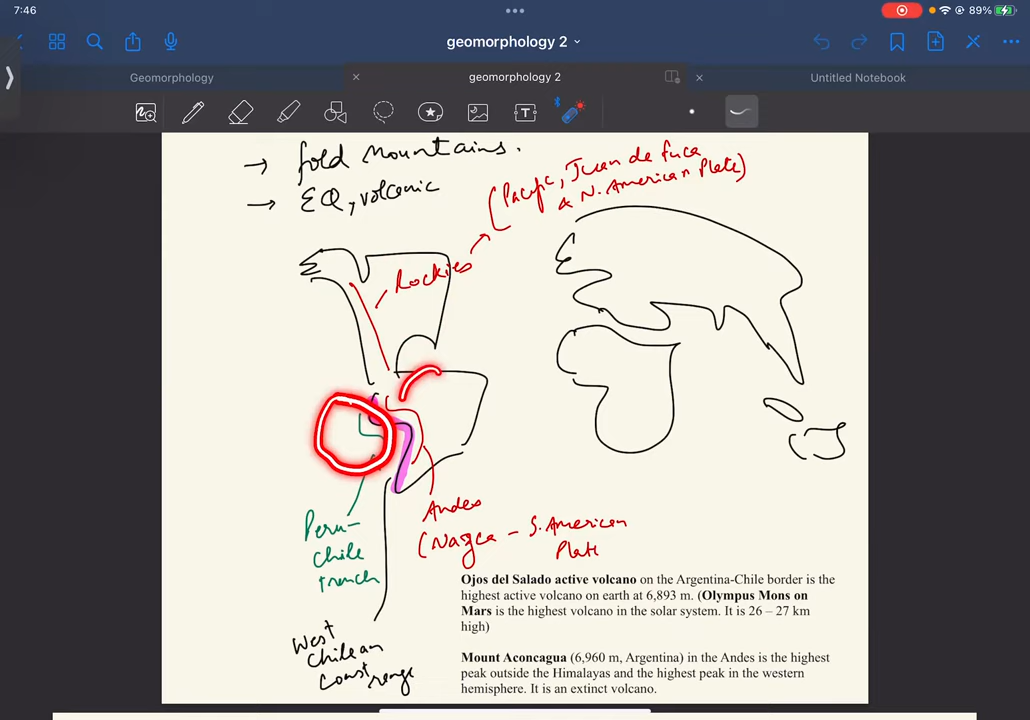 7:46
89%
geomorphology 2
Geomorphology
geomorphology 2
Untitled Notebook
→ fold mountains.
→ EQ, volcanic
(Pacific, Juan de fuca
& N. American Plate)
Rockies
Peru-
Chile
trench
Andes
(Nazca - S. American
Plate
West
Chilean
coast range
Ojos del Salado active volcano on the Argentina-Chile border is the
highest active volcano on earth at 6,893 m. (Olympus Mons on
Mars is the highest volcano in the solar system. It is 26 – 27 km
high)
Mount Aconcagua (6,960 m, Argentina) in the Andes is the highest
peak outside the Himalayas and the highest peak in the western
hemisphere. It is an extinct volcano.